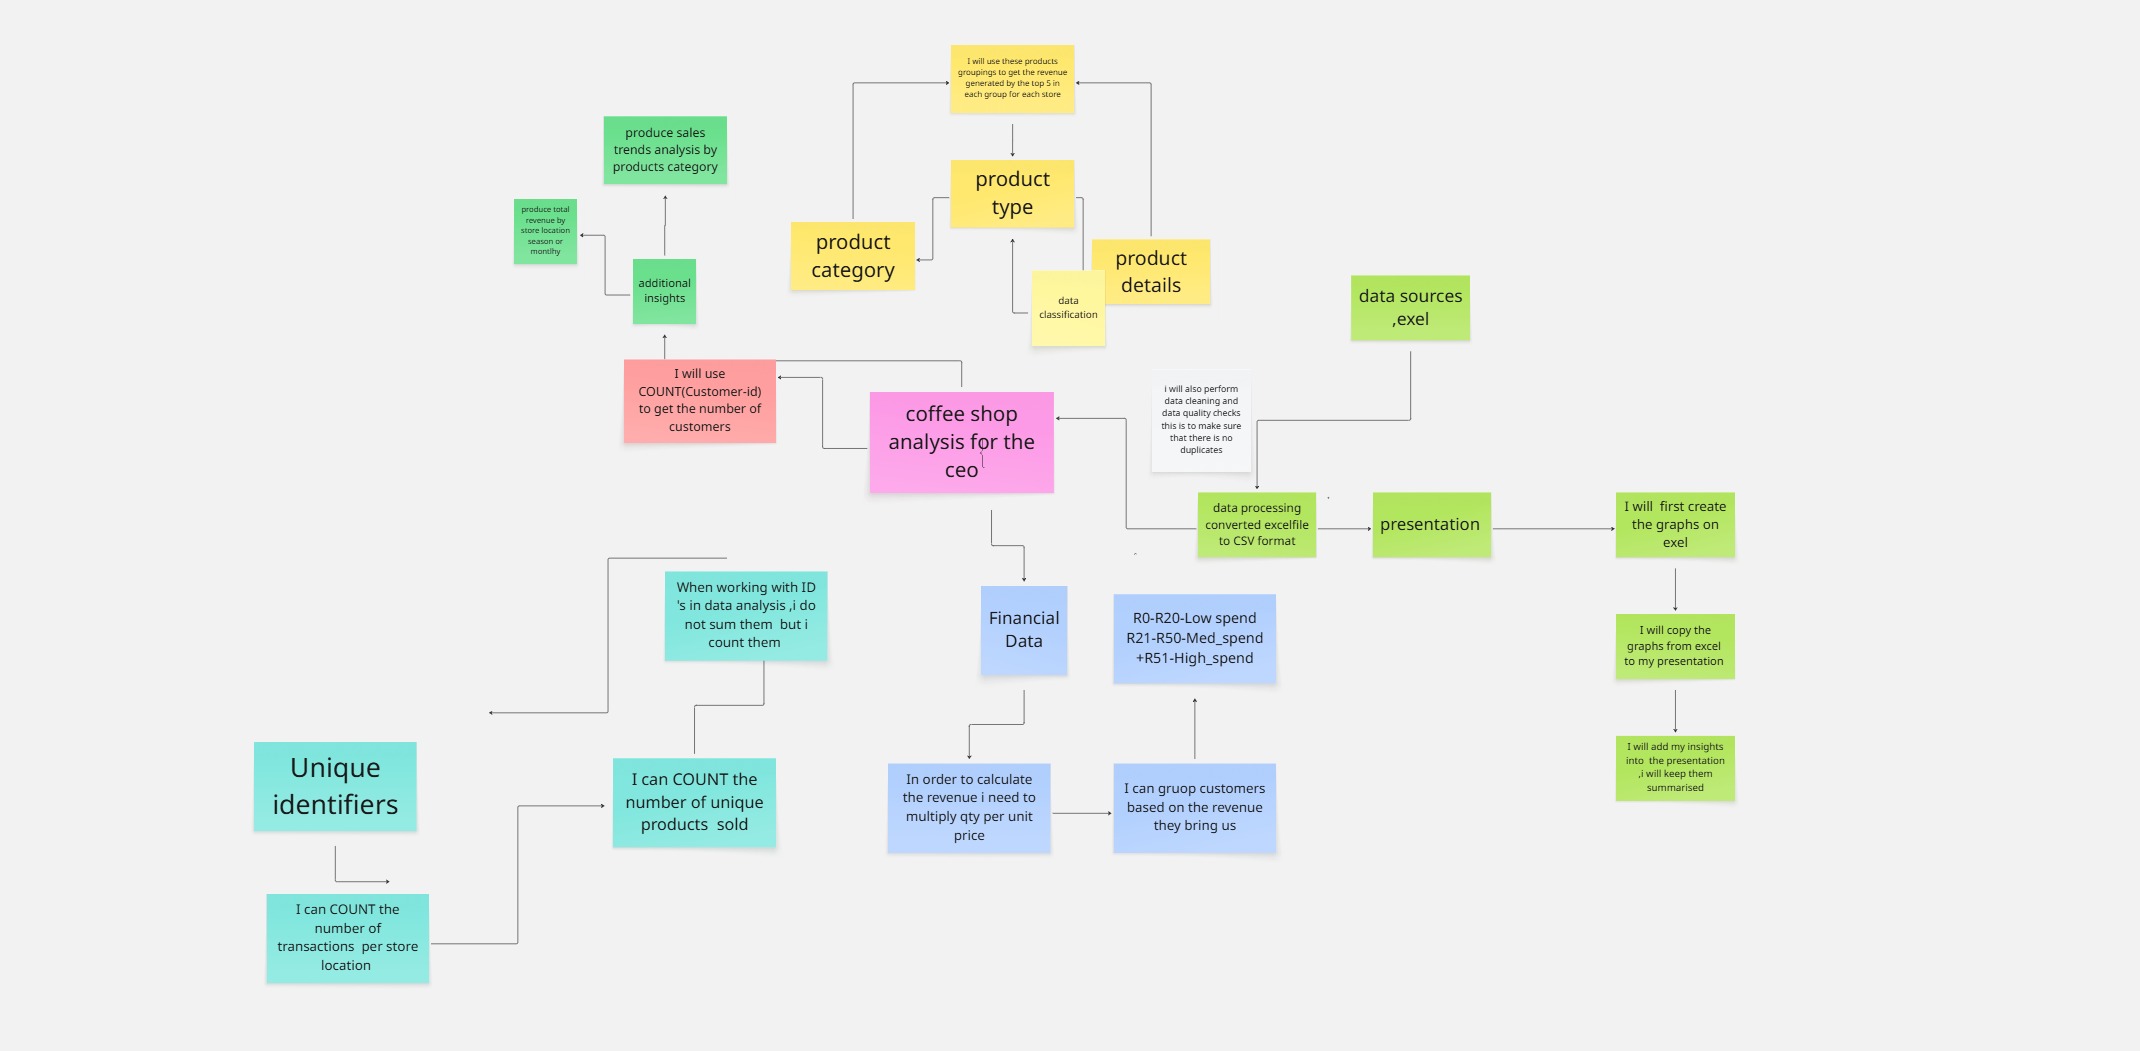 I will use these products
groupings to get the revenue
generated by the top 5 in
each group for each store
produce sales
trends analysis by
products category
product
type
produce total
revenue by
store location
season or
montlhy
product
category
product
details
additional
insights
data
classification
data sources
,exel
I will use
COUNT(Customer-id)
to get the number of
customers
coffee shop
analysis for the
ceo
i will also perform
data cleaning and
data quality checks
this is to make sure
that there is no
duplicates
data processing
converted excelfile
to CSV format
presentation
I will first create
the graphs on
exel
When working with ID
's in data analysis ,i do
not sum them but i
count them
Financial
Data
R0-R20-Low spend
R21-R50-Med_spend
+R51-High_spend
I will copy the
graphs from excel
to my presentation
Unique
identifiers
I can COUNT the
number of unique
products sold
In order to calculate
the revenue i need to
multiply qty per unit
price
I can gruop customers
based on the revenue
they bring us
I will add my insights
into the presentation
,i will keep them
summarised
I can COUNT the
number of
transactions per store
location